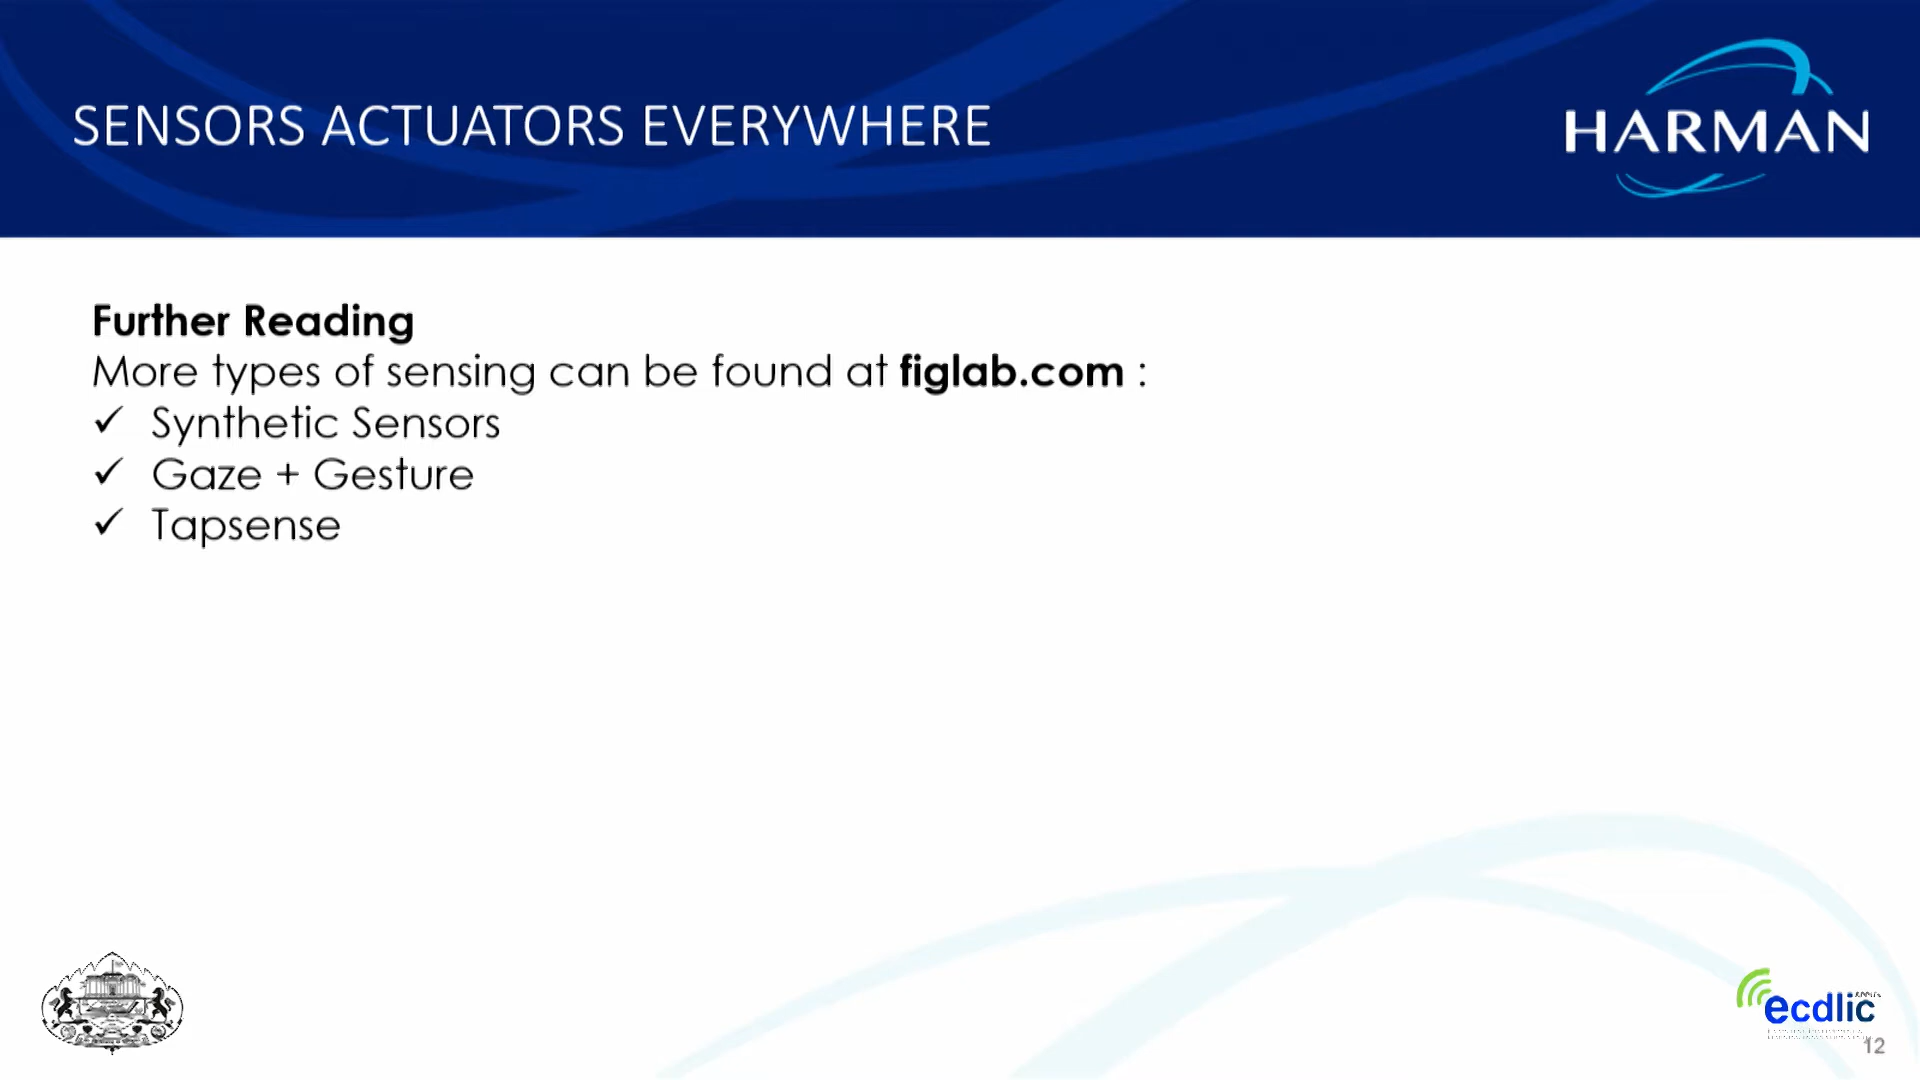 SENSORS ACTUATORS EVERYWHERE
HARMAN
Further Reading
More types of sensing can be found at figlab.com :
✓ Synthetic Sensors
✓ Gaze + Gesture
✓ Tapsense
ecdlic
12